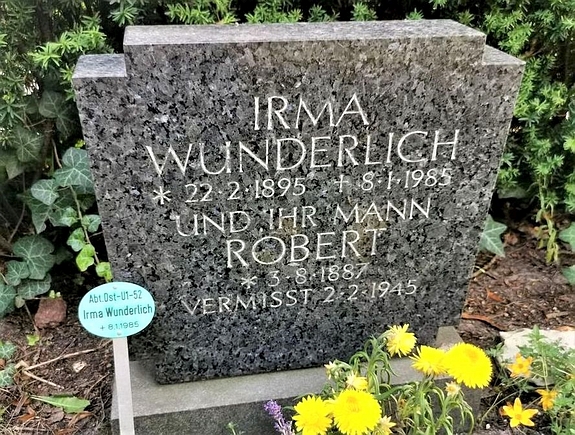 IRMA
WUNDERLICH
* 22·2·1895 + 8·1·1985
UND IHR MANN
ROBERT
* 3·8·1887
VERMISST 2·2·1945
Abt.Ost-U1-52
Irma Wunderlich
+ 8.1.1985